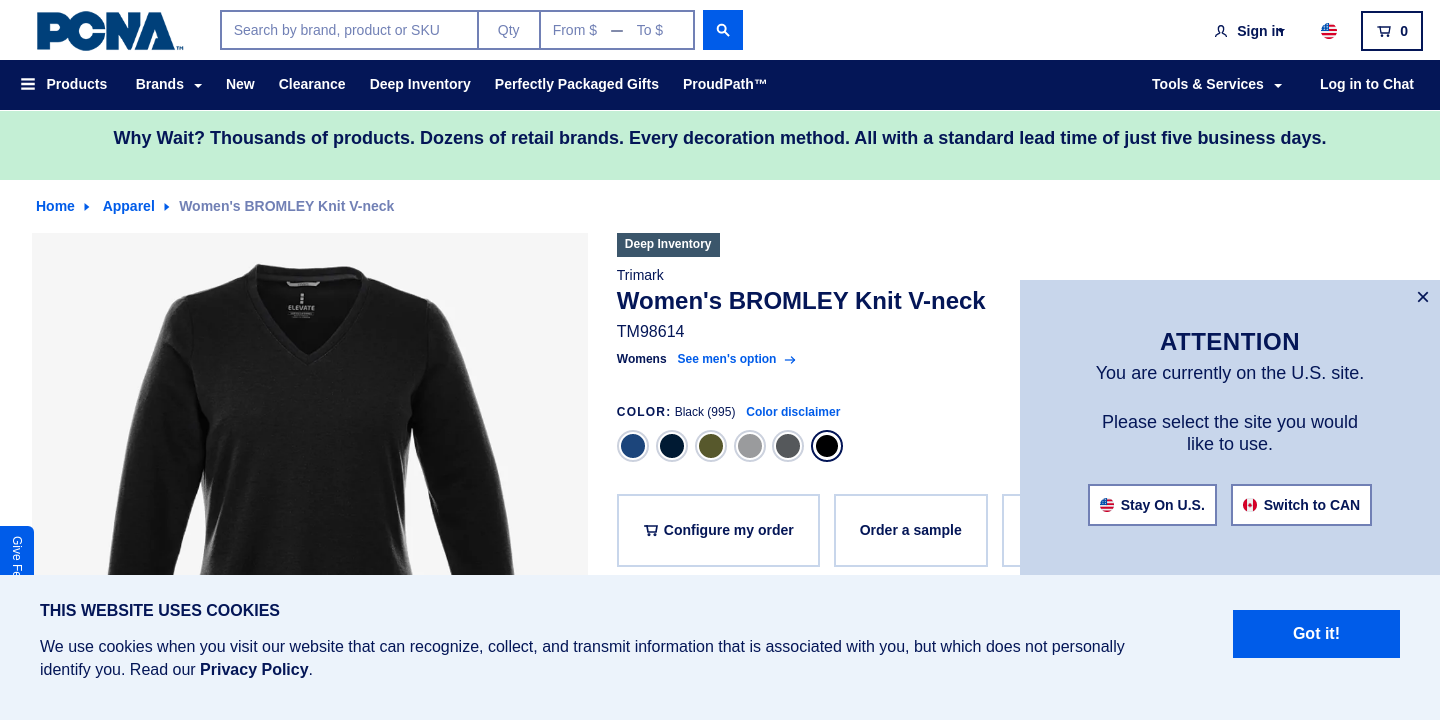 PCNA™
Search by brand, product or SKU
Qty
From $ — To $
Sign in
0
Products
Brands
New
Clearance
Deep Inventory
Perfectly Packaged Gifts
ProudPath™
Tools & Services
Log in to Chat
Why Wait? Thousands of products. Dozens of retail brands. Every decoration method. All with a standard lead time of just five business days.
Home
Apparel
Women's BROMLEY Knit V-neck
ELEVATE
Deep Inventory
Trimark
Women's BROMLEY Knit V-neck
TM98614
Womens See men's option
COLOR: Black (995) Color disclaimer
Configure my order
Order a sample
×
ATTENTION
You are currently on the U.S. site.
Please select the site you would
like to use.
Stay On U.S.
Switch to CAN
Give Fe
THIS WEBSITE USES COOKIES
We use cookies when you visit our website that can recognize, collect, and transmit information that is associated with you, but which does not personally
identify you. Read our Privacy Policy.
Got it!